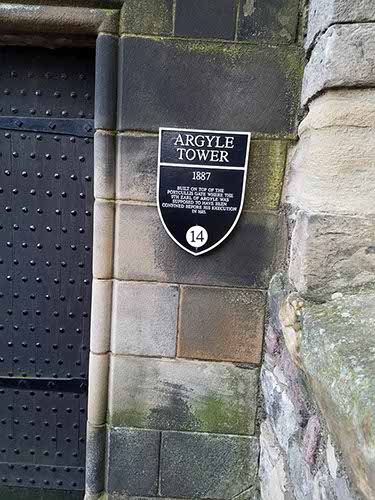 ARGYLE
TOWER
1887
BUILT ON TOP OF THE
PORTCULLIS GATE WHERE THE
9TH EARL OF ARGYLE WAS
SUPPOSED TO HAVE BEEN
CONFINED BEFORE HIS EXECUTION
IN 1685.
14